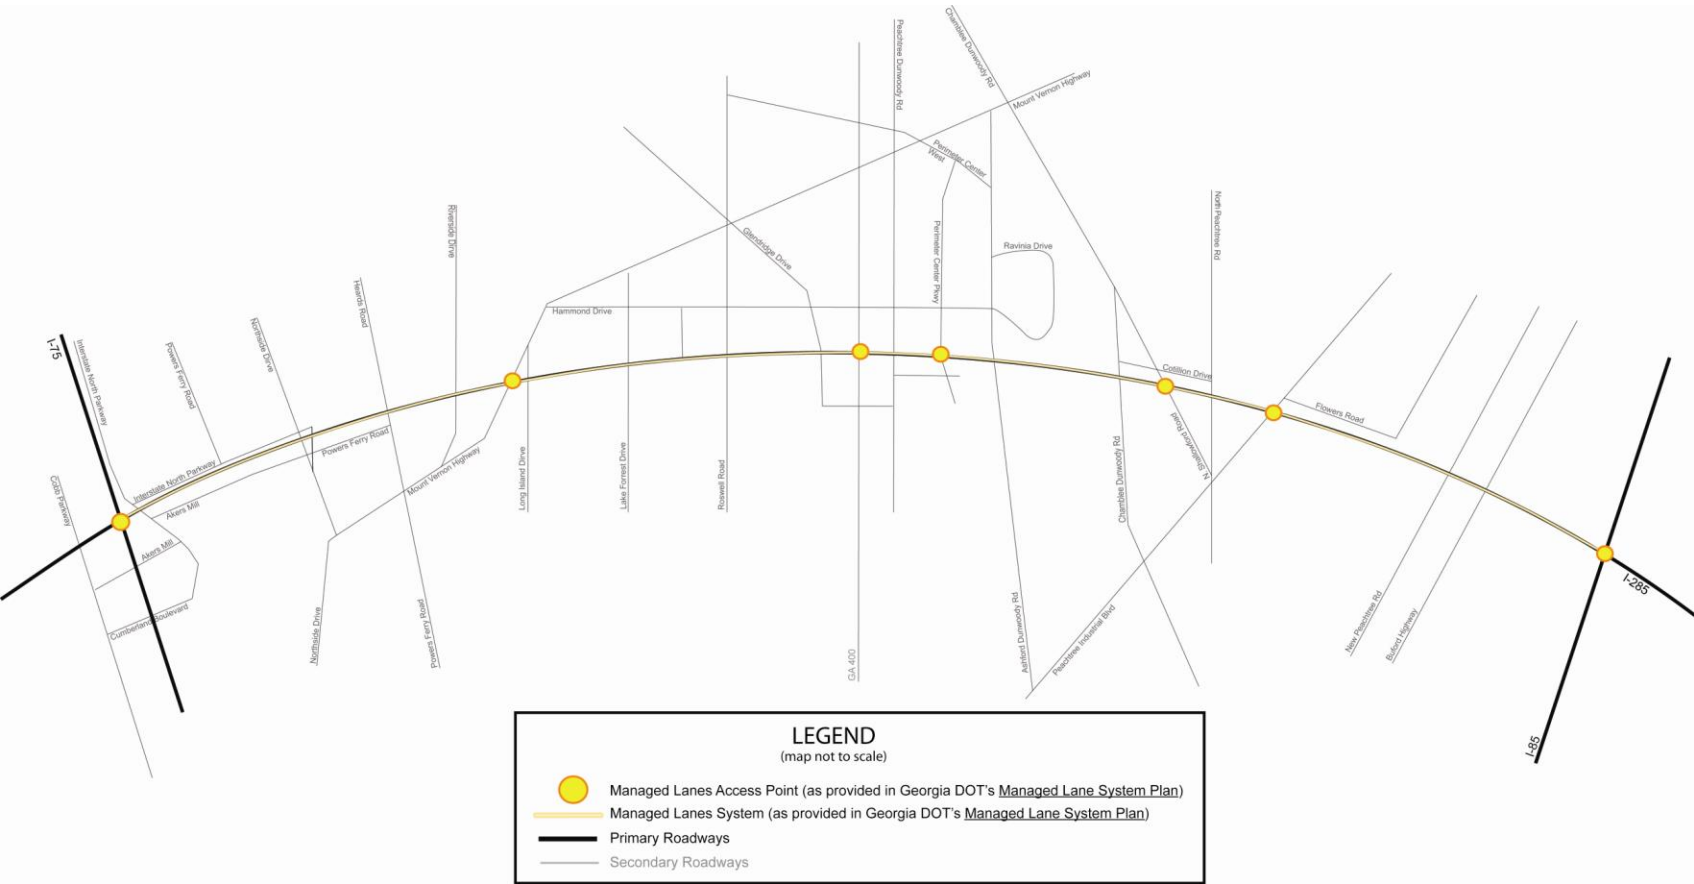 Chamblee Dunwoody Rd
Peachtree Dunwoody Rd
Mount Vernon Highway
Perimeter Center
West
Riverside Dirve
Glendridge Drive
Perimeter Center Pkwy
Ravinia Drive
North Peachtree Rd
Heards Road
Hammond Drive
Northside Dirve
Powers Ferry Road
Interstate North Parkway
I-75
Cotillion Drive
Flowers Road
N. Shallowford Road
Powers Ferry Road
Mount Vernon Highway
Interstate North Parkway
Akers Mill
Cobb Parkway
Long Island Dirve
Lake Forrest Drive
Roswell Road
Chamblee Dunwoody Rd
Akers Mill
Cumberland Boulevard
Northside Drive
Powers Ferry Road
GA 400
Ashford Dunwoody Rd
Peachtree Industrial Blvd
New Peachtree Rd
Buford Highway
I-285
I-85
LEGEND
(map not to scale)
Managed Lanes Access Point (as provided in Georgia DOT's Managed Lane System Plan)
Managed Lanes System (as provided in Georgia DOT's Managed Lane System Plan)
Primary Roadways
Secondary Roadways